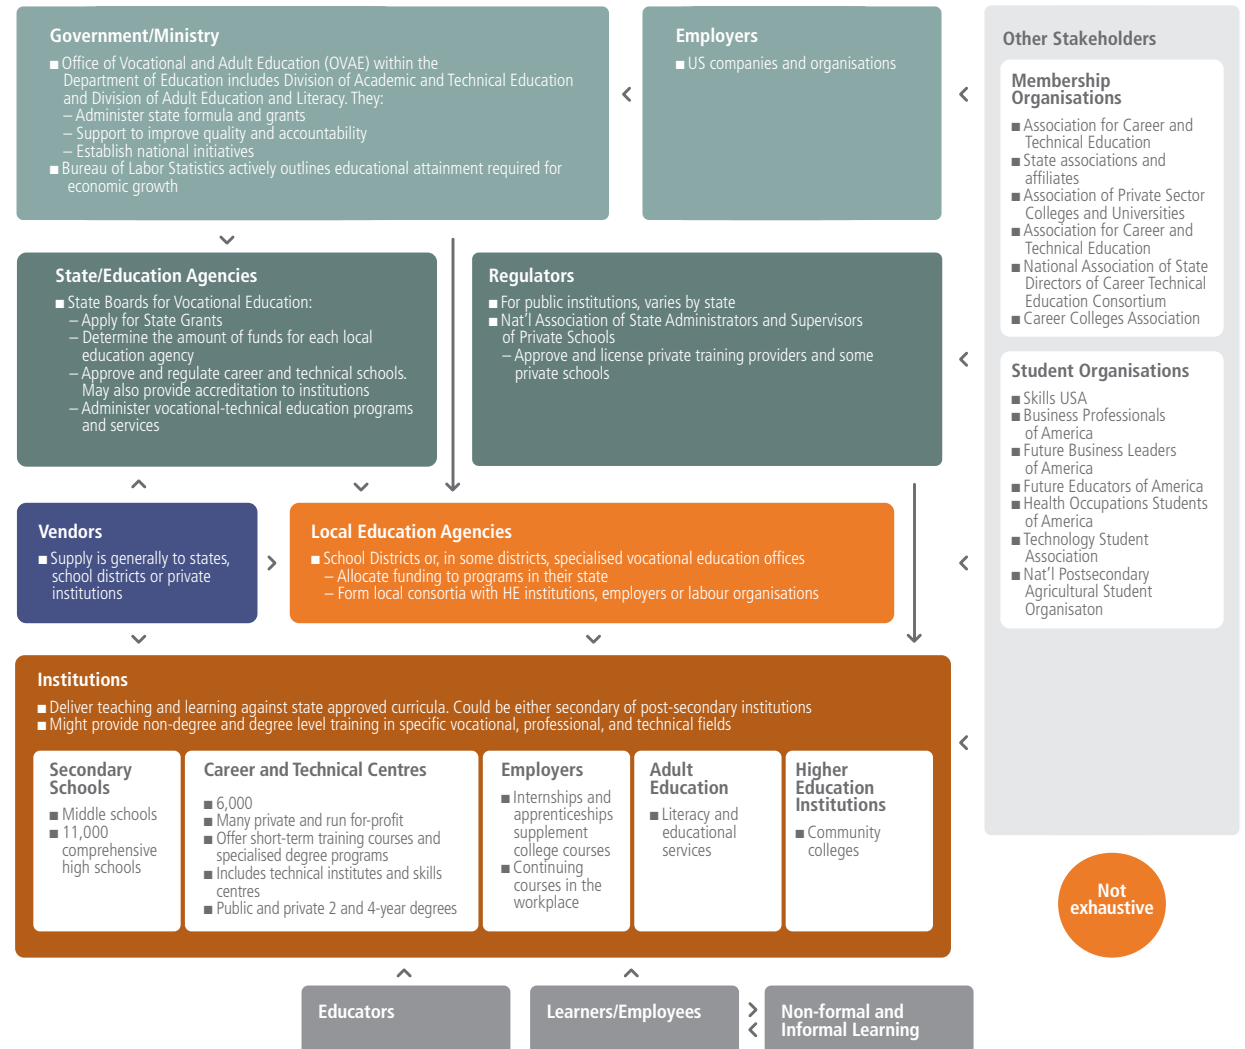 Government/Ministry
■ Office of Vocational and Adult Education (OVAE) within the
Department of Education includes Division of Academic and Technical Education
and Division of Adult Education and Literacy. They:
– Administer state formula and grants
– Support to improve quality and accountability
– Establish national initiatives
■ Bureau of Labor Statistics actively outlines educational attainment required for
economic growth
Employers
■ US companies and organisations
Other Stakeholders
Membership
Organisations
■ Association for Career and
Technical Education
■ State associations and
affiliates
■ Association of Private Sector
Colleges and Universities
■ Association for Career and
Technical Education
■ National Association of State
Directors of Career Technical
Education Consortium
■ Career Colleges Association
Student Organisations
■ Skills USA
■ Business Professionals
of America
■ Future Business Leaders
of America
■ Future Educators of America
■ Health Occupations Students
of America
■ Technology Student
Association
■ Nat'l Postsecondary
Agricultural Student
Organisaton
State/Education Agencies
■ State Boards for Vocational Education:
– Apply for State Grants
– Determine the amount of funds for each local
education agency
– Approve and regulate career and technical schools.
May also provide accreditation to institutions
– Administer vocational-technical education programs
and services
Regulators
■ For public institutions, varies by state
■ Nat'l Association of State Administrators and Supervisors
of Private Schools
– Approve and license private training providers and some
private schools
Vendors
■ Supply is generally to states,
school districts or private
institutions
Local Education Agencies
■ School Districts or, in some districts, specialised vocational education offices
– Allocate funding to programs in their state
– Form local consortia with HE institutions, employers or labour organisations
Institutions
■ Deliver teaching and learning against state approved curricula. Could be either secondary of post-secondary institutions
■ Might provide non-degree and degree level training in specific vocational, professional, and technical fields
Secondary
Schools
■ Middle schools
■ 11,000
comprehensive
high schools
Career and Technical Centres
■ 6,000
■ Many private and run for-profit
■ Offer short-term training courses and
specialised degree programs
■ Includes technical institutes and skills
centres
■ Public and private 2 and 4-year degrees
Employers
■ Internships and
apprenticeships
supplement
college courses
■ Continuing
courses in the
workplace
Adult
Education
■ Literacy and
educational
services
Higher
Education
Institutions
■ Community
colleges
Not
exhaustive
Educators
Learners/Employees
Non-formal and
Informal Learning